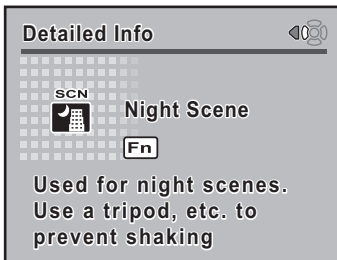 Detailed Info
SCN
Night Scene
Fn
Used for night scenes.
Use a tripod, etc. to
prevent shaking